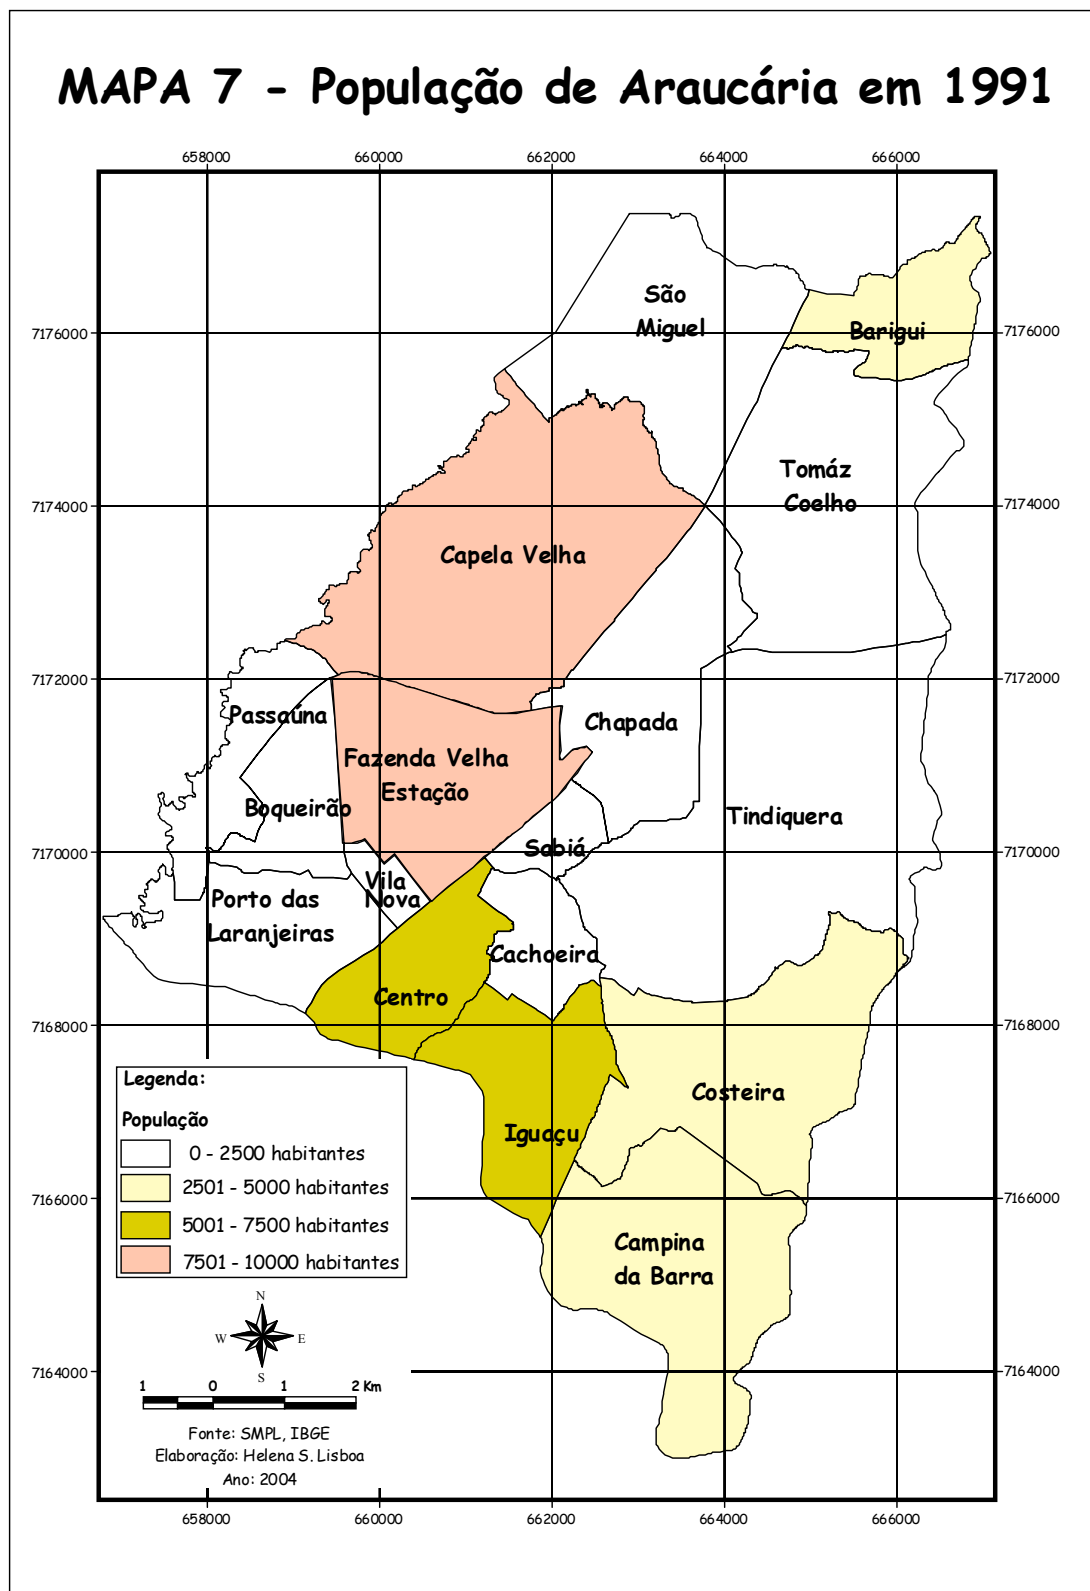 MAPA 7 - População de Araucária em 1991
658000 660000 662000 664000 666000
São
Miguel
7176000
Barigui
7176000
Tomáz
Coelho
7174000
7174000
Capela Velha
7172000
7172000
Passaúna
Chapada
Fazenda Velha
Estação
Boqueirão
Tindiquera
7170000
Sabiá
7170000
Vila
Nova
Porto das
Laranjeiras
Cachoeira
Centro
7168000
7168000
Legenda:
Costeira
População
Iguaçu
0 - 2500 habitantes
2501 - 5000 habitantes
7166000
7166000
5001 - 7500 habitantes
Campina
da Barra
7501 - 10000 habitantes
N
W E
S
7164000
7164000
1 0 1 2 Km
Fonte: SMPL, IBGE
Elaboração: Helena S. Lisboa
Ano: 2004
658000 660000 662000 664000 666000